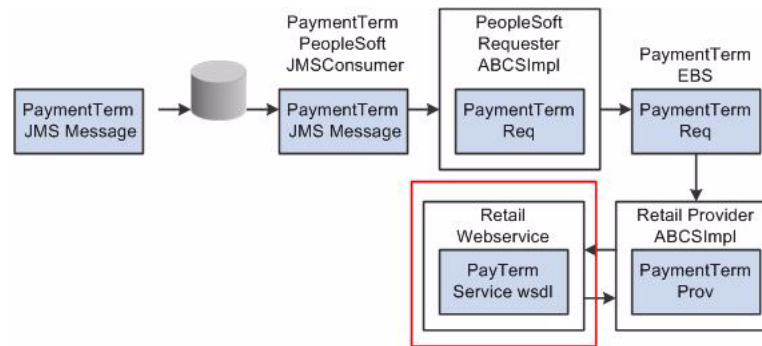 PaymentTerm
JMS Message
PaymentTerm
PeopleSoft
JMSConsumer
PaymentTerm
JMS Message
PeopleSoft
Requester
ABCSImpl
PaymentTerm
Req
PaymentTerm
EBS
PaymentTerm
Req
Retail
Webservice
PayTerm
Service wsdl
Retail Provider
ABCSImpl
PaymentTerm
Prov